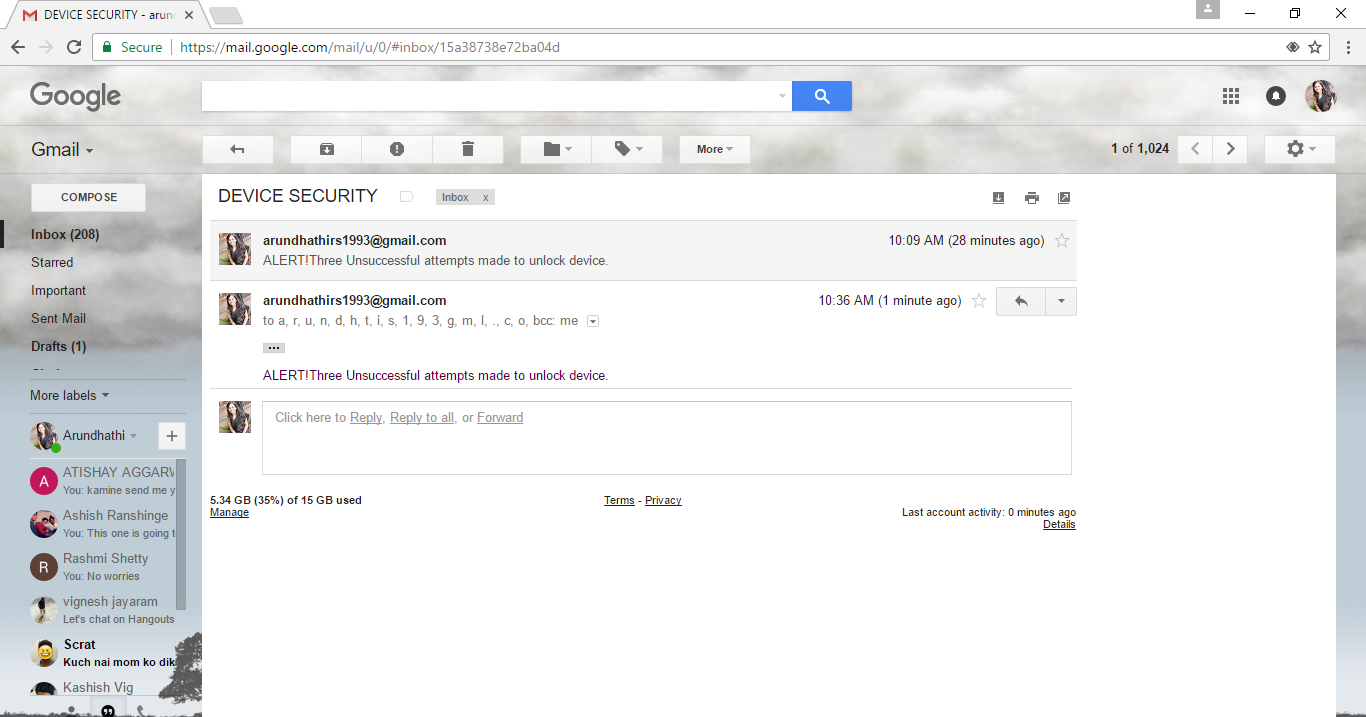 DEVICE SECURITY - arun
Secure https://mail.google.com/mail/u/0/#inbox/15a38738e72ba04d
Google
Gmail
More
1 of 1,024
COMPOSE
Inbox (208)
Starred
Important
Sent Mail
Drafts (1)
More labels
Arundhathi
ATISHAY AGGARW
You: kamine send me y
Ashish Ranshinge
You: This one is going t
R
Rashmi Shetty
You: No worries
vignesh jayaram
Let's chat on Hangouts
Scrat
Kuch nai mom ko dik
Kashish Vig
A
DEVICE SECURITY
Inbox x
arundhathirs1993@gmail.com
10:09 AM (28 minutes ago)
ALERT!Three Unsuccessful attempts made to unlock device.
arundhathirs1993@gmail.com
10:36 AM (1 minute ago)
to a, r, u, n, d, h, t, i, s, 1, 9, 3, g, m, l, ., c, o, bcc: me
ALERT!Three Unsuccessful attempts made to unlock device.
Click here to Reply, Reply to all, or Forward
5.34 GB (35%) of 15 GB used
Manage
Terms - Privacy
Last account activity: 0 minutes ago
Details